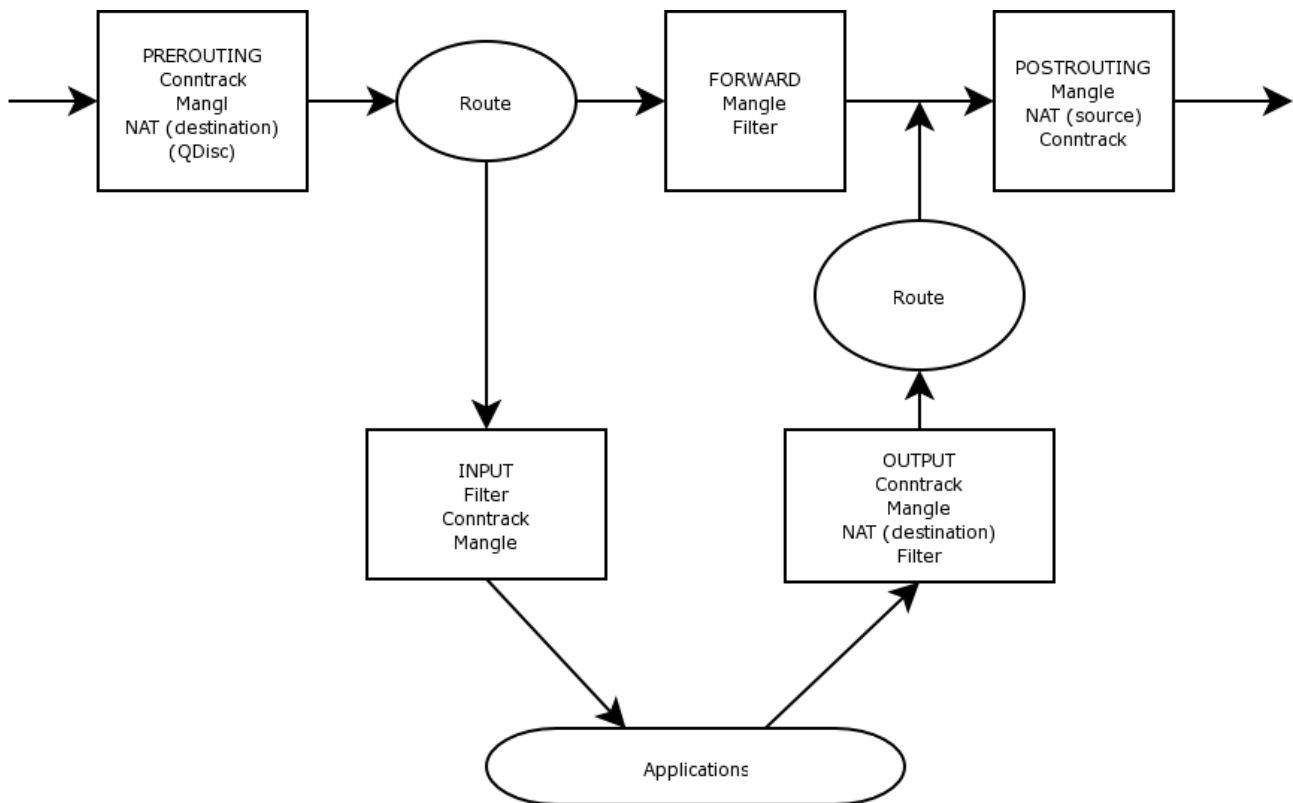 PREROUTING
Conntrack
Mangl
NAT (destination)
(QDisc)
Route
FORWARD
Mangle
Filter
POSTROUTING
Mangle
NAT (source)
Conntrack
Route
INPUT
Filter
Conntrack
Mangle
OUTPUT
Conntrack
Mangle
NAT (destination)
Filter
Applications